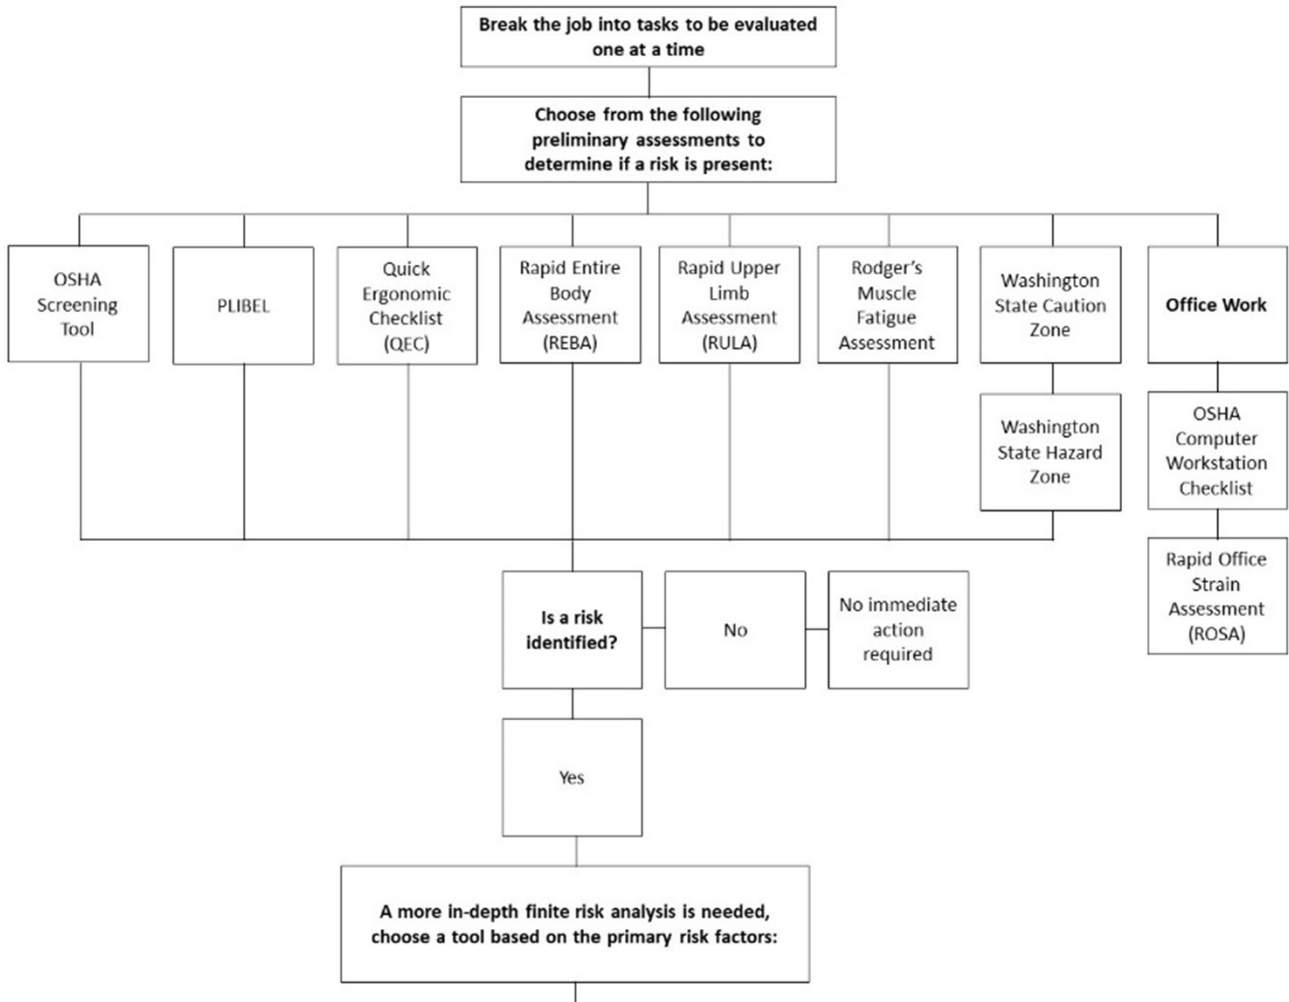 Break the job into tasks to be evaluated
one at a time
Choose from the following
preliminary assessments to
determine if a risk is present:
OSHA
Screening
Tool
PLIBEL
Quick
Ergonomic
Checklist
(QEC)
Rapid Entire
Body
Assessment
(REBA)
Rapid Upper
Limb
Assessment
(RULA)
Rodger's
Muscle
Fatigue
Assessment
Washington
State Caution
Zone
Office Work
Washington
State Hazard
Zone
OSHA
Computer
Workstation
Checklist
Rapid Office
Strain
Assessment
(ROSA)
Is a risk
identified?
No
No immediate
action
required
Yes
A more in-depth finite risk analysis is needed,
choose a tool based on the primary risk factors: